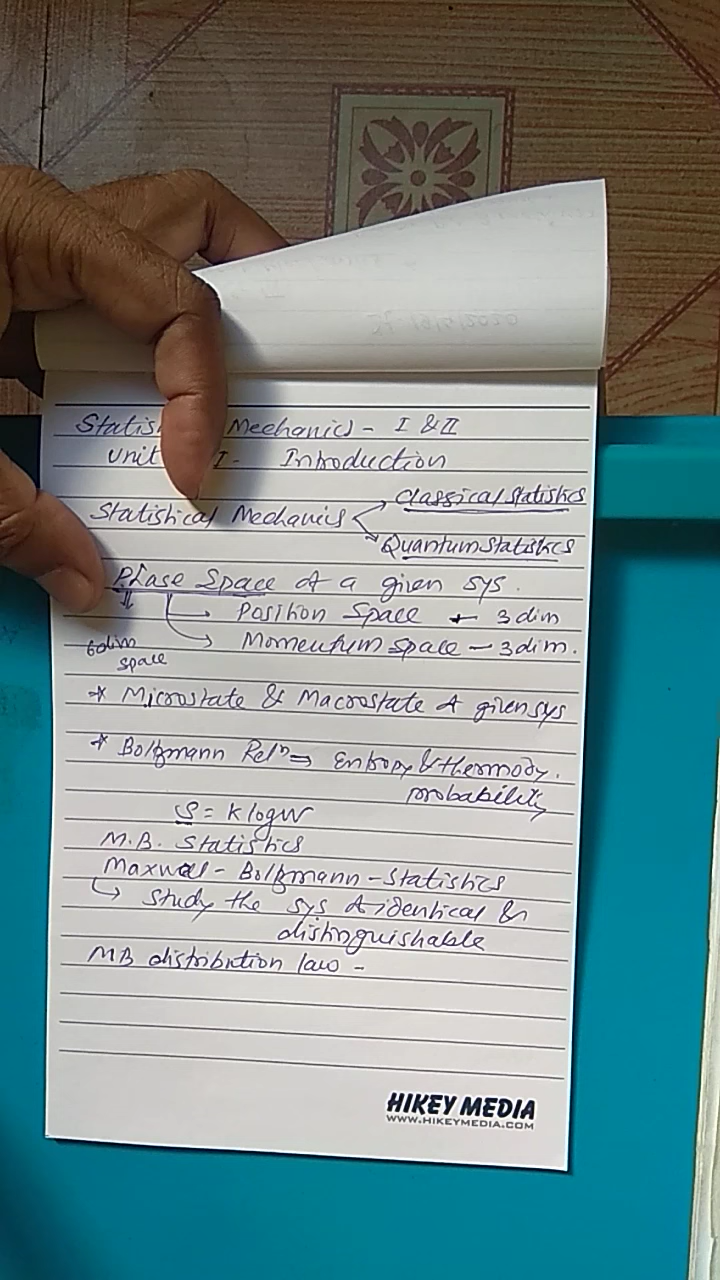 Statis Mechanics - I & II
Unit I - Introduction
Statistical Mechanics
Classical Statistics
Quantum Statistics
Phase Space of a given sys.
Position Space - 3 dim
Momentum space - 3 dim.
6 dim
space
* Microstate & Macrostate of given sys
* Boltzmann Relⁿ ⇒ Entropy & thermody.
probability
S = K log W
M.B. Statistics
Maxwell - Boltzmann - Statistics
↳ Study the sys of identical &
distinguishable
MB distribution law -
HIKEY MEDIA
WWW.HIKEYMEDIA.COM